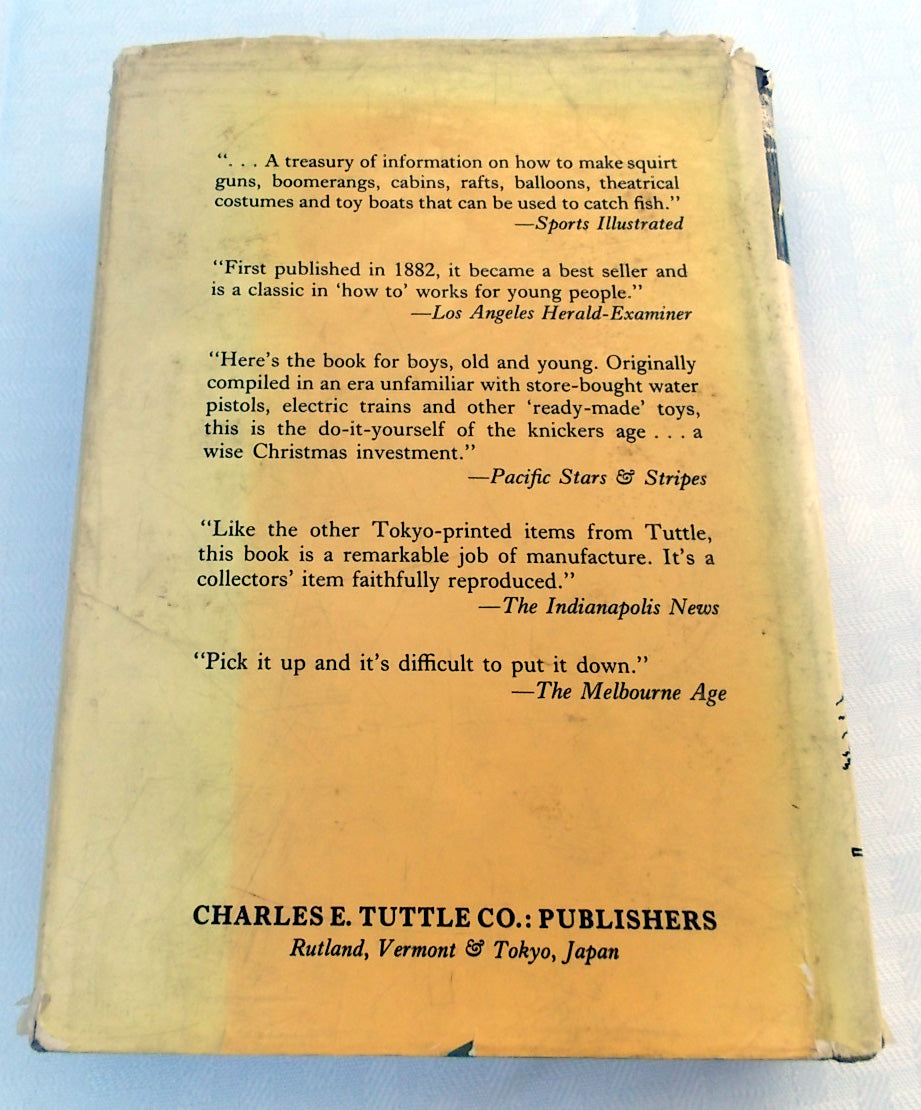 “. . . A treasury of information on how to make squirt
guns, boomerangs, cabins, rafts, balloons, theatrical
costumes and toy boats that can be used to catch fish.”
—Sports Illustrated
“First published in 1882, it became a best seller and
is a classic in ‘how to’ works for young people.”
—Los Angeles Herald-Examiner
“Here’s the book for boys, old and young. Originally
compiled in an era unfamiliar with store-bought water
pistols, electric trains and other ‘ready-made’ toys,
this is the do-it-yourself of the knickers age . . . a
wise Christmas investment.”
—Pacific Stars & Stripes
“Like the other Tokyo-printed items from Tuttle,
this book is a remarkable job of manufacture. It’s a
collectors’ item faithfully reproduced.”
—The Indianapolis News
“Pick it up and it’s difficult to put it down.”
—The Melbourne Age
CHARLES E. TUTTLE CO.: PUBLISHERS
Rutland, Vermont & Tokyo, Japan